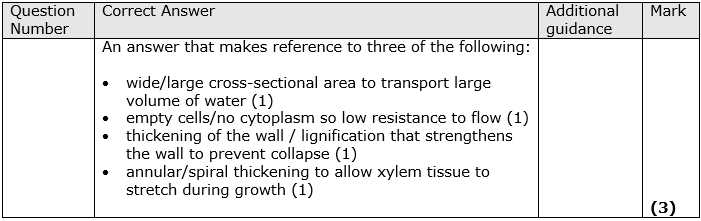 Question Number
Correct Answer
Additional guidance
Mark
An answer that makes reference to three of the following:
• wide/large cross-sectional area to transport large
volume of water (1)
• empty cells/no cytoplasm so low resistance to flow (1)
• thickening of the wall / lignification that strengthens
the wall to prevent collapse (1)
• annular/spiral thickening to allow xylem tissue to
stretch during growth (1)
(3)